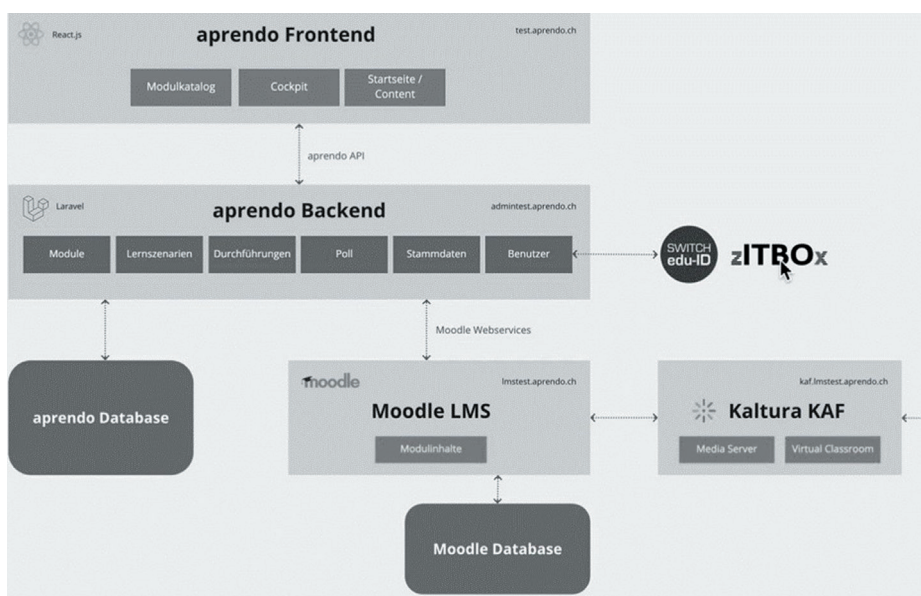 React.js
aprendo Frontend
test.aprendo.ch
Modulkatalog
Cockpit
Startseite /
Content
aprendo API
Laravel
aprendo Backend
admintest.aprendo.ch
Module
Lernszenarien
Durchführungen
Poll
Stammdaten
Benutzer
SWITCH
edu-ID
zITBOx
Moodle Webservices
aprendo Database
moodle
lmstest.aprendo.ch
Moodle LMS
Modulinhalte
kaf.lmstest.aprendo.ch
Kaltura KAF
Media Server
Virtual Classroom
Moodle Database